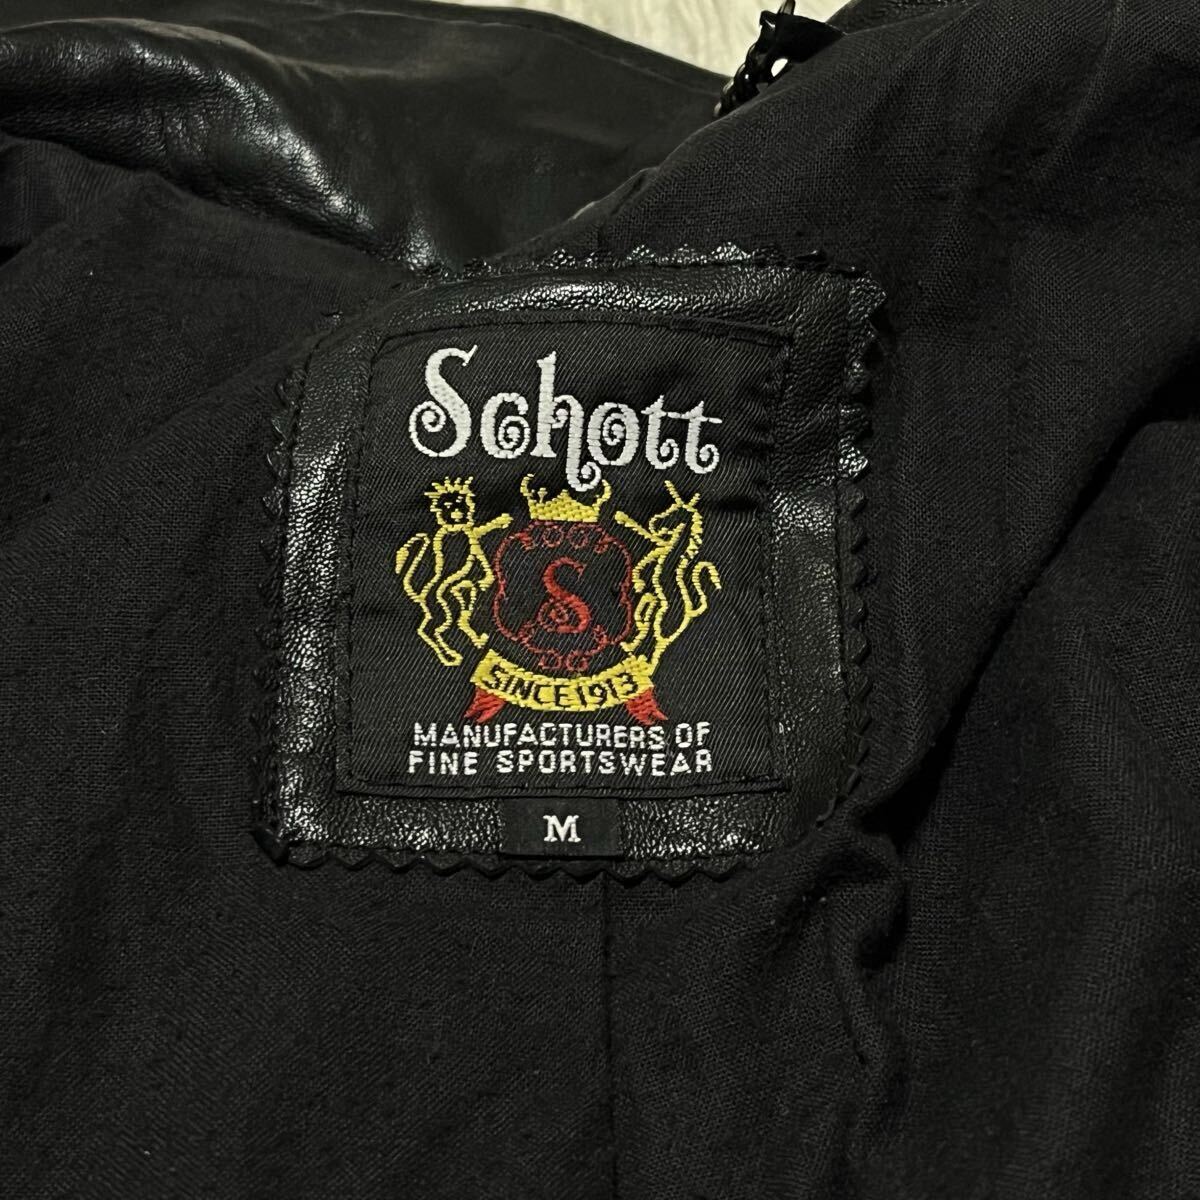 Schott
S
SINCE 1913
MANUFACTURERS OF
FINE SPORTSWEAR
M